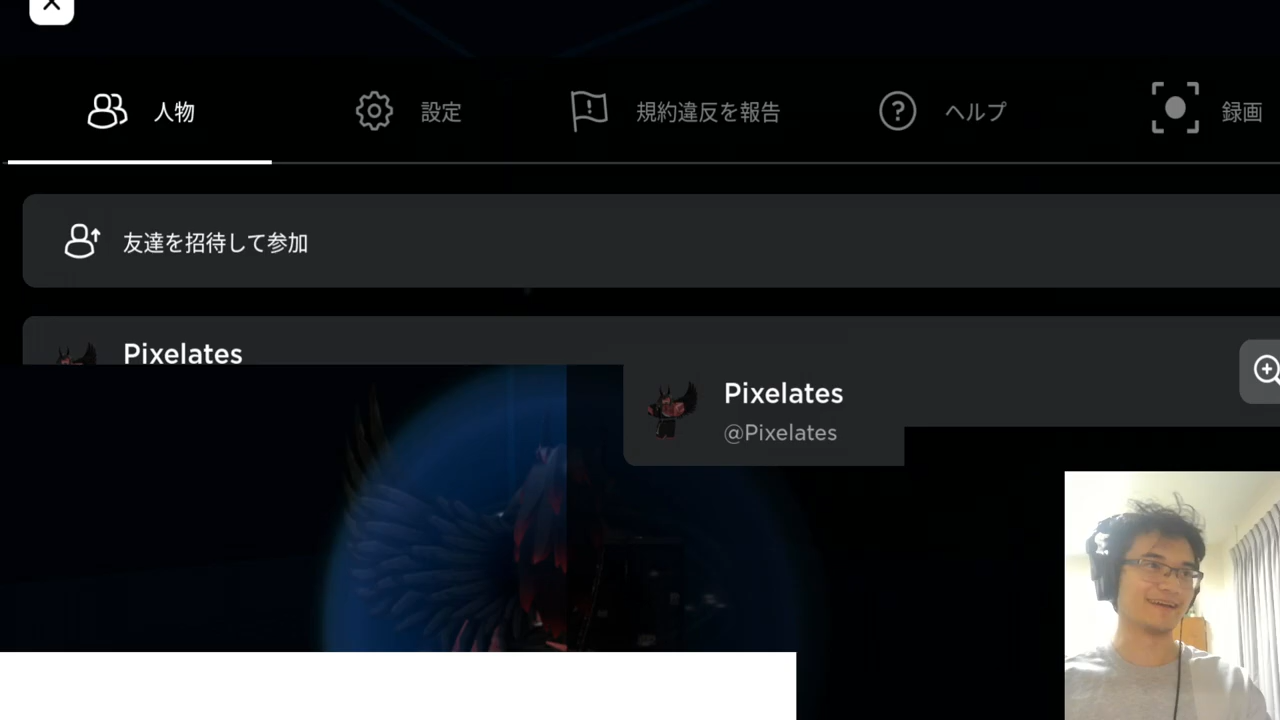 人物
設定
規約違反を報告
ヘルプ
録画
友達を招待して参加
Pixelates
Pixelates
@Pixelates